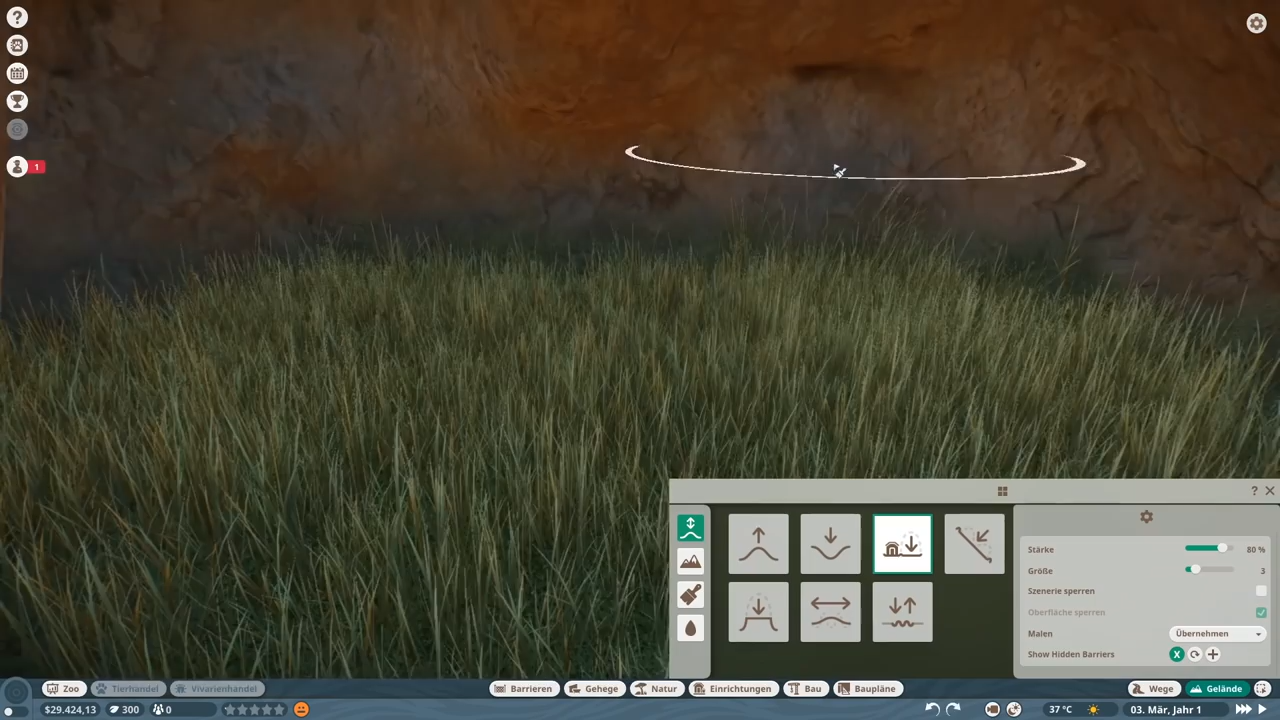 ?
1
? X
Stärke 80 %
Größe 3
Szenerie sperren
Oberfläche sperren
Malen Übernehmen
Show Hidden Barriers X
Zoo Tierhandel Vivarienhandel Barrieren Gehege Natur Einrichtungen Bau Baupläne Wege Gelände
$29.424,13 300 0 37 °C 03. Mär, Jahr 1